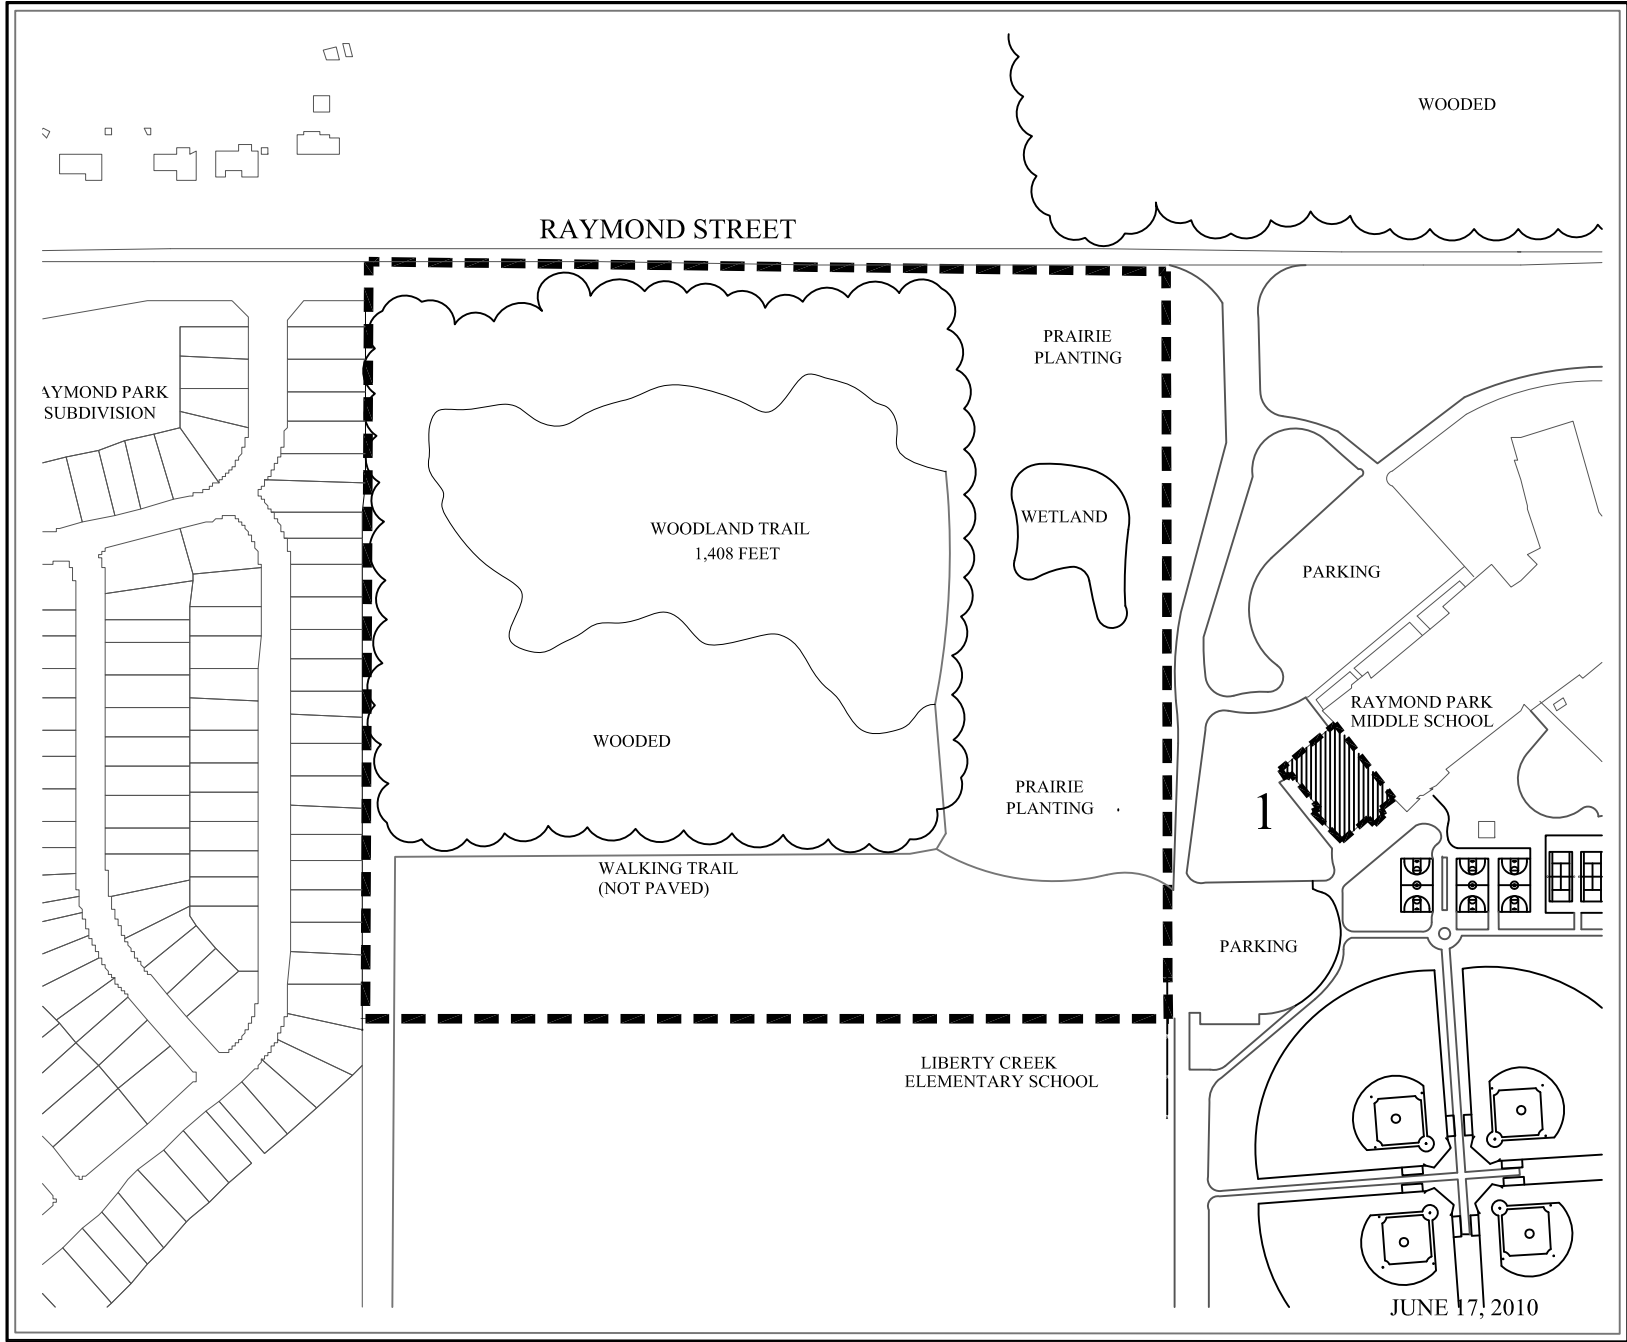 WOODED
RAYMOND STREET
PRAIRIE
PLANTING
AYMOND PARK
SUBDIVISION
WETLAND
WOODLAND TRAIL
1,408 FEET
PARKING
RAYMOND PARK
MIDDLE SCHOOL
WOODED
PRAIRIE
PLANTING
1
WALKING TRAIL
(NOT PAVED)
PARKING
LIBERTY CREEK
ELEMENTARY SCHOOL
JUNE 17, 2010